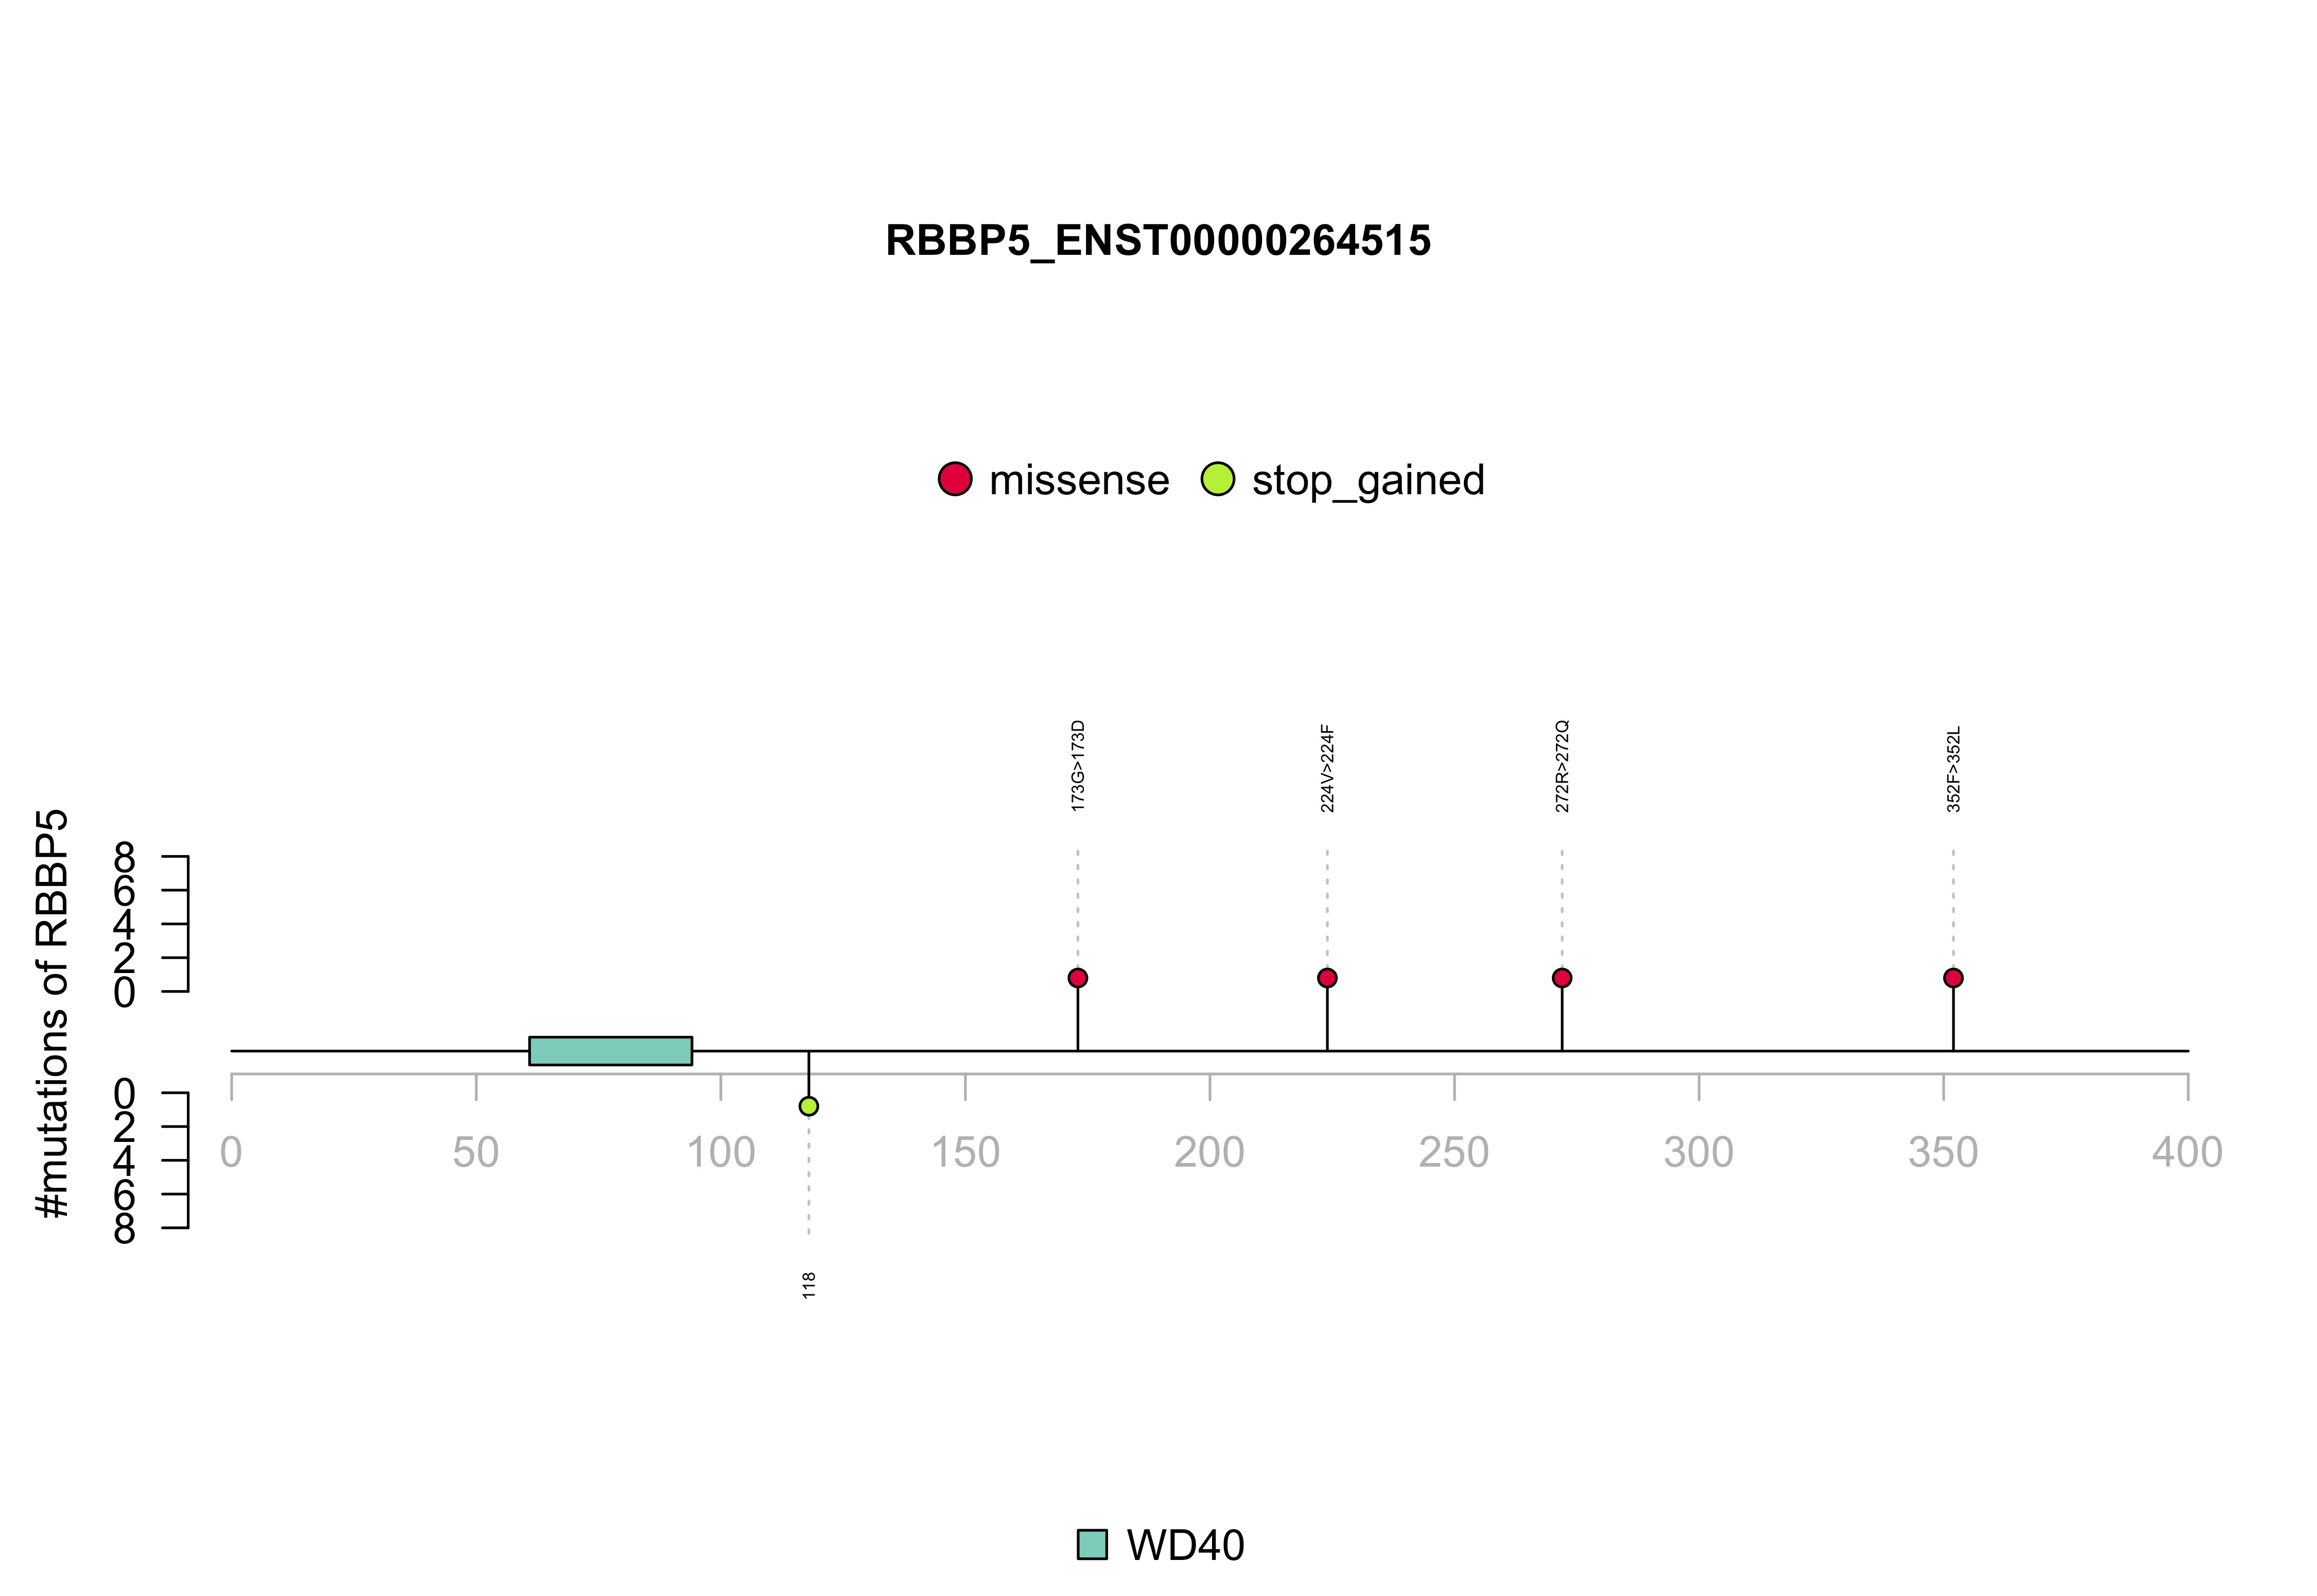 RBBP5_ENST00000264515
missense
stop_gained
173G>173D
224V>224F
272R>272Q
352F>352L
#mutations of RBBP5
8
6
4
2
0
0
2
4
6
8
0 50 100 150 200 250 300 350 400
118
WD40